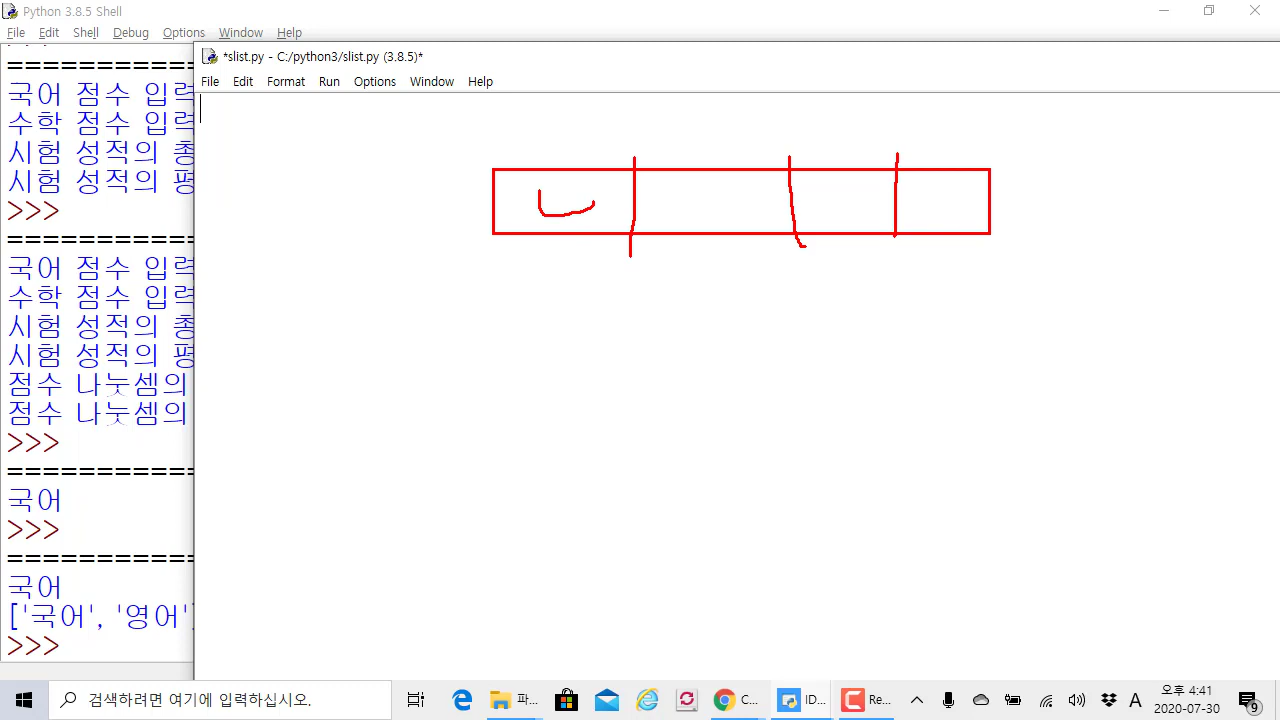 Python 3.8.5 Shell
File Edit Shell Debug Options Window Help
*slist.py - C:/python3/slist.py (3.8.5)*
File Edit Format Run Options Window Help
============
국어 점수 입력
수학 점수 입력
시험 성적의 총
시험 성적의 평
>>>
============
국어 점수 입력
수학 점수 입력
시험 성적의 총
시험 성적의 평
점수 나눗셈의
점수 나눗셈의
>>>
============
국어
>>>
============
국어
['국어', '영어'
>>>
검색하려면 여기에 입력하십시오.
파... C... ID... Re...
A
오후 4:41
2020-07-30
9